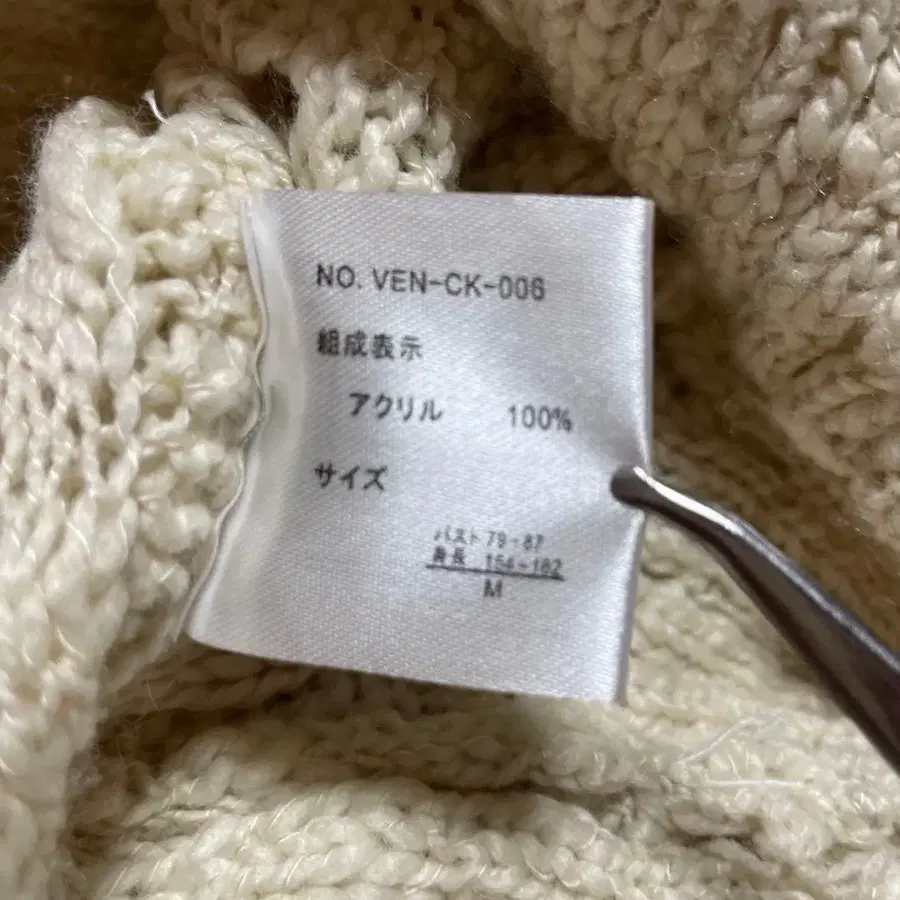 NO. VEN-CK-006
組成表示
アクリル 100%
サイズ
バスト 79-87
身長 154-162
M